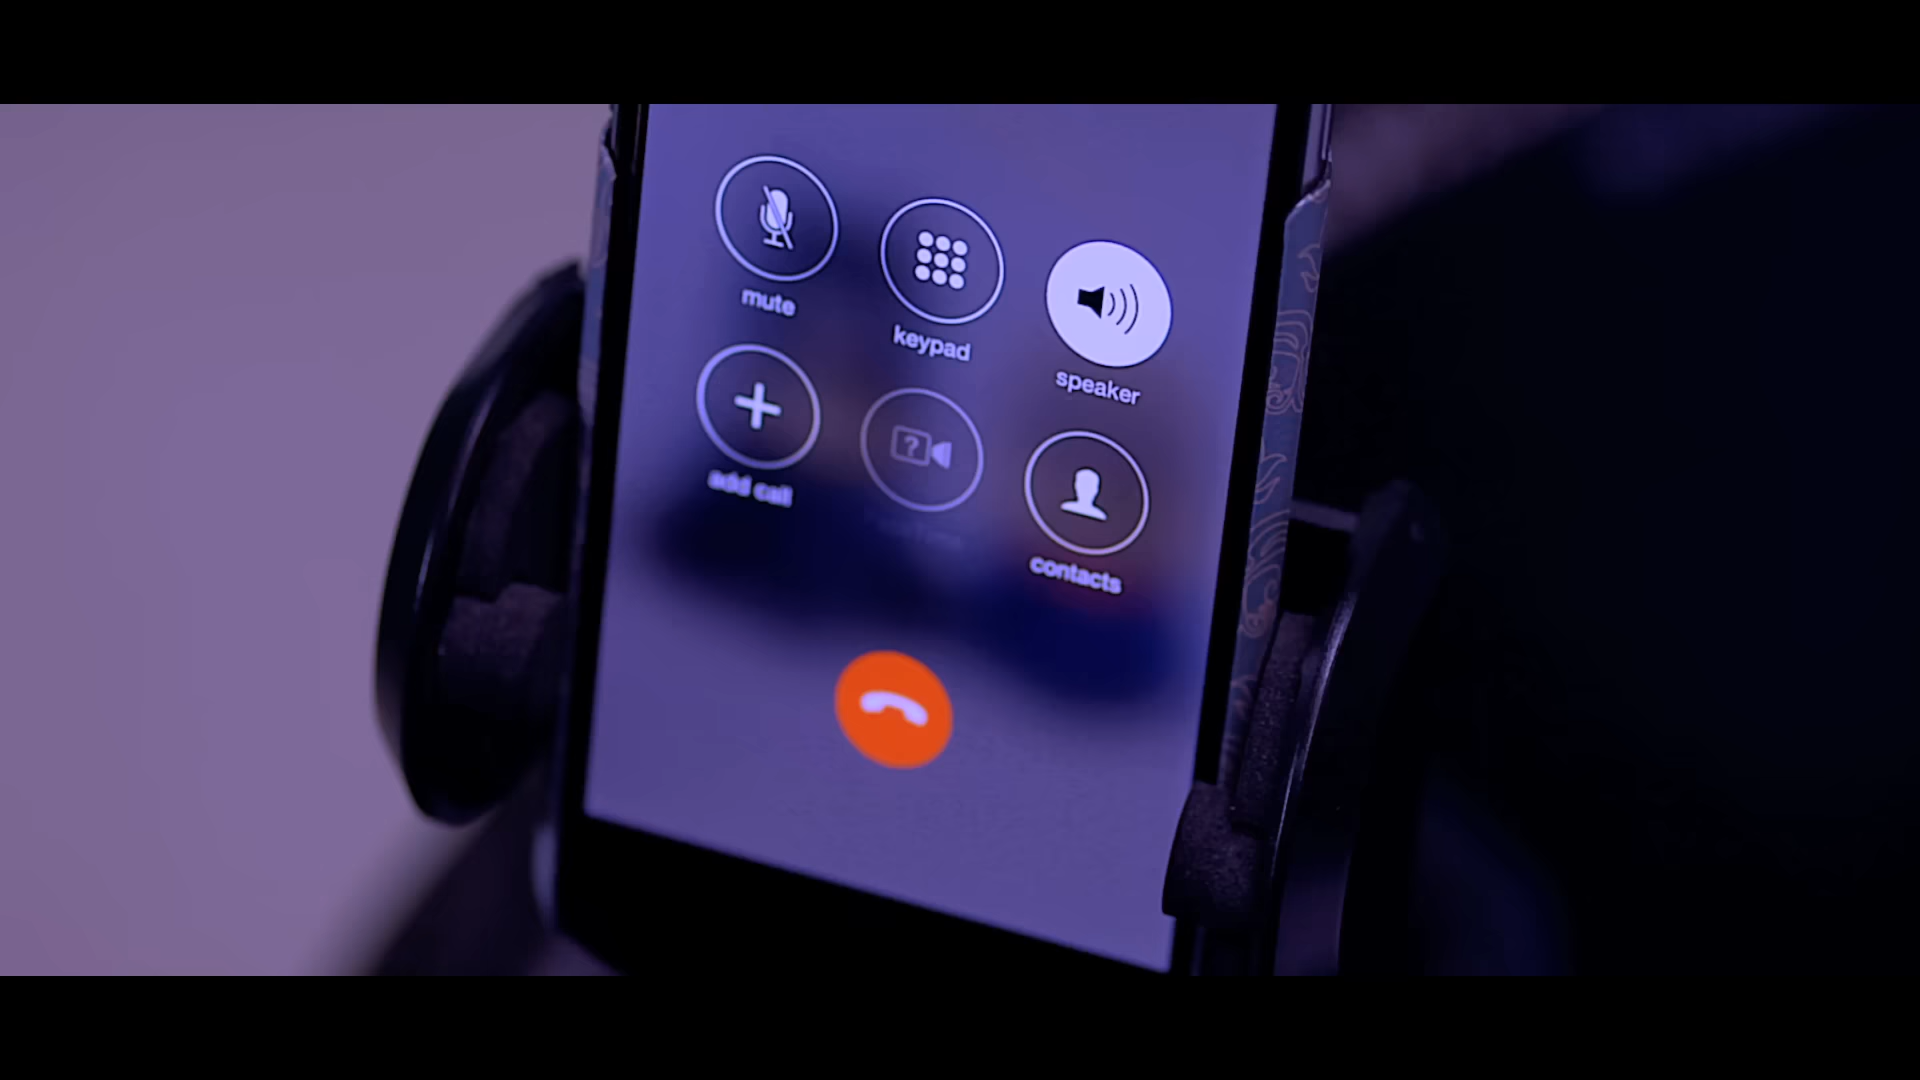 mute
keypad
speaker
add call
contacts